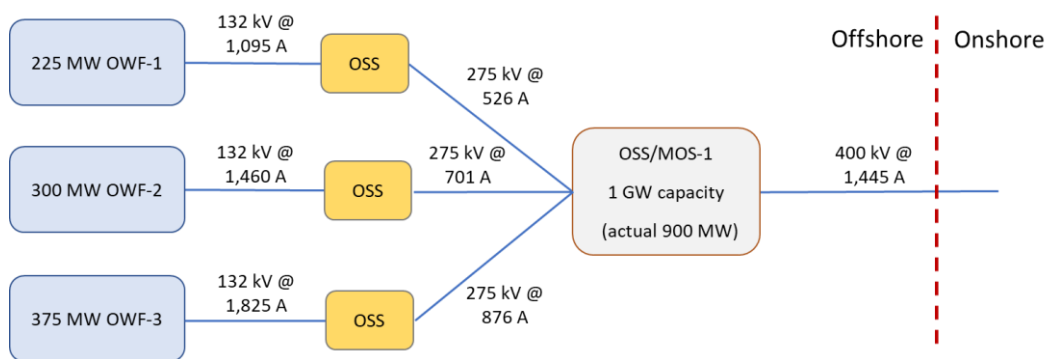 132 kV @
1,095 A
225 MW OWF-1
OSS
275 kV @
526 A
Offshore
Onshore
132 kV @
1,460 A
300 MW OWF-2
OSS
275 kV @
701 A
OSS/MOS-1
1 GW capacity
(actual 900 MW)
400 kV @
1,445 A
132 kV @
1,825 A
375 MW OWF-3
OSS
275 kV @
876 A